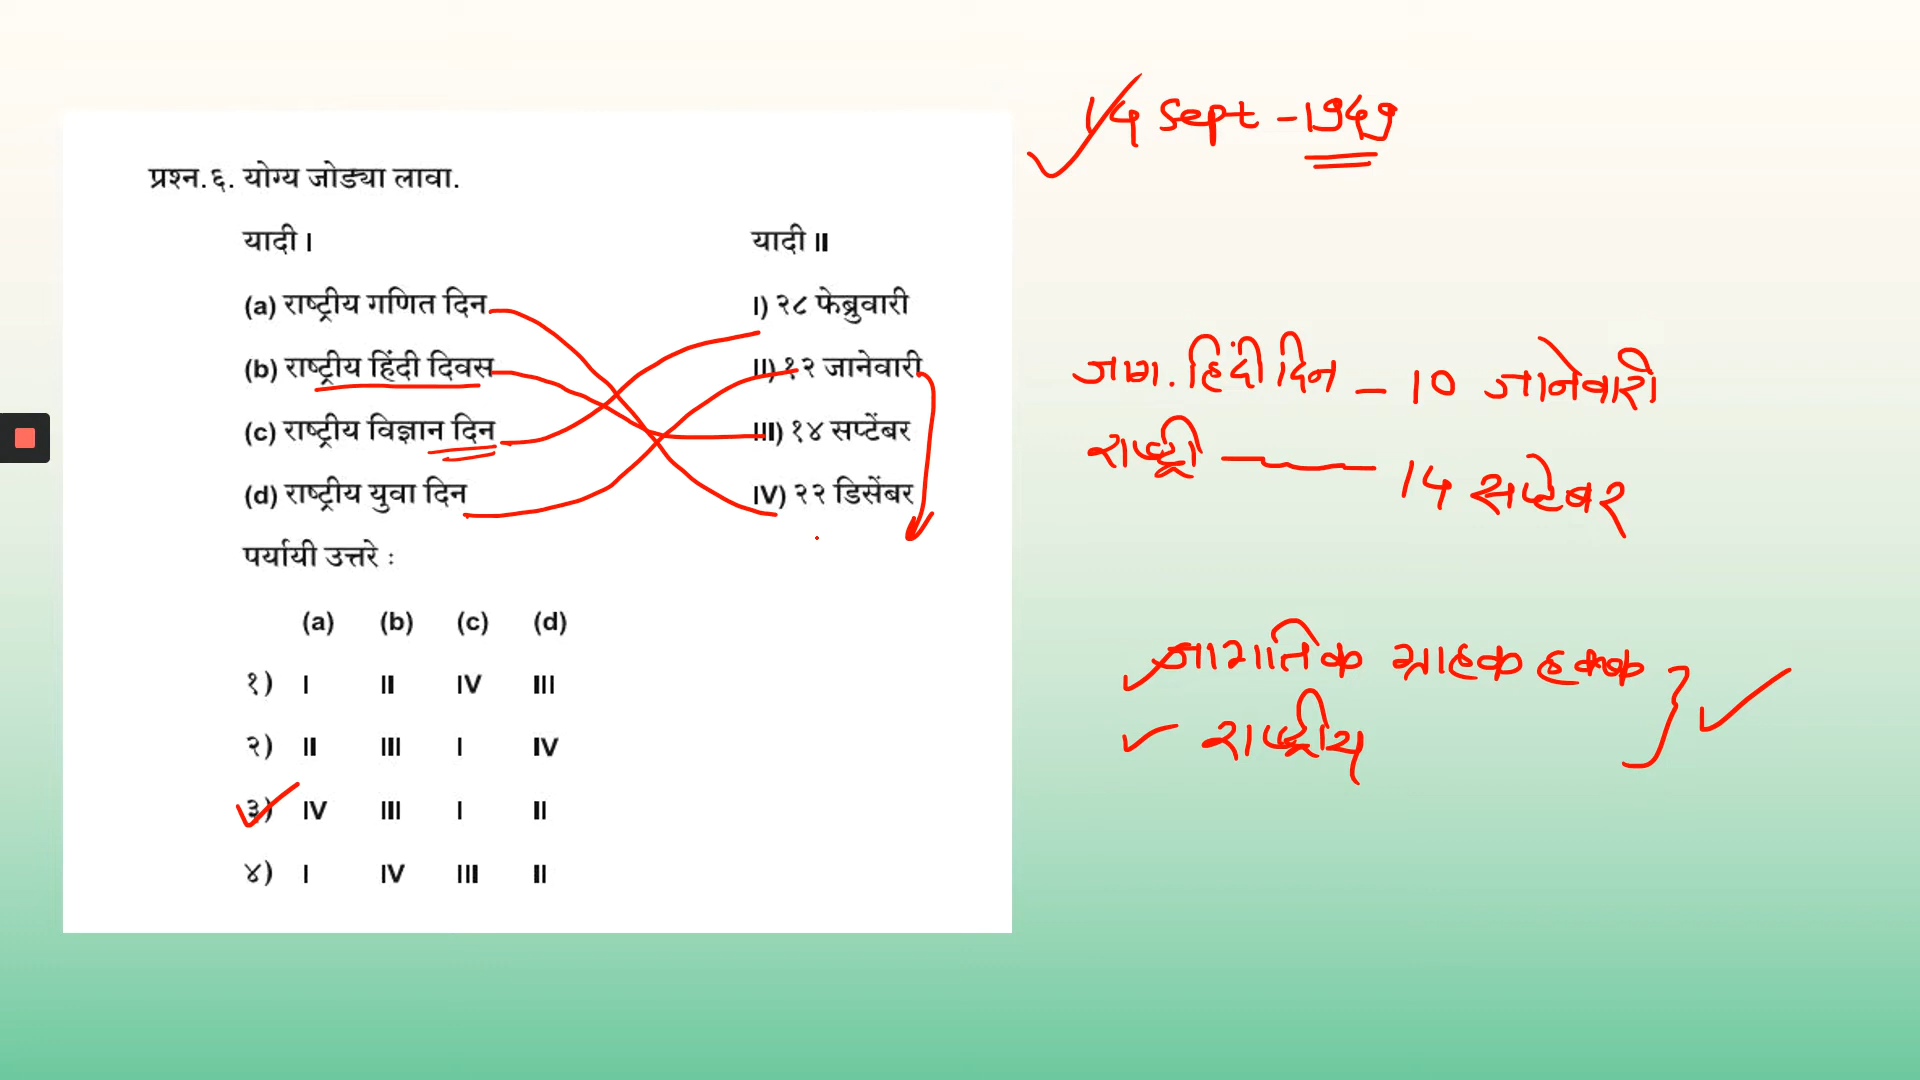 प्रश्न.६. योग्य जोड्या लावा.
यादी I यादी II
(a) राष्ट्रीय गणित दिन I) २८ फेब्रुवारी
(b) राष्ट्रीय हिंदी दिवस II) १२ जानेवारी
(c) राष्ट्रीय विज्ञान दिन III) १४ सप्टेंबर
(d) राष्ट्रीय युवा दिन IV) २२ डिसेंबर
पर्यायी उत्तरे :
(a) (b) (c) (d)
१) I II IV III
२) II III I IV
३) IV III I II
४) I IV III II
14 Sept - 1949
जाग. हिंदी दिन - 10 जानेवारी
राष्ट्री 14 सप्टेबर
जागतिक ग्राहक हक्क
राष्ट्रीय